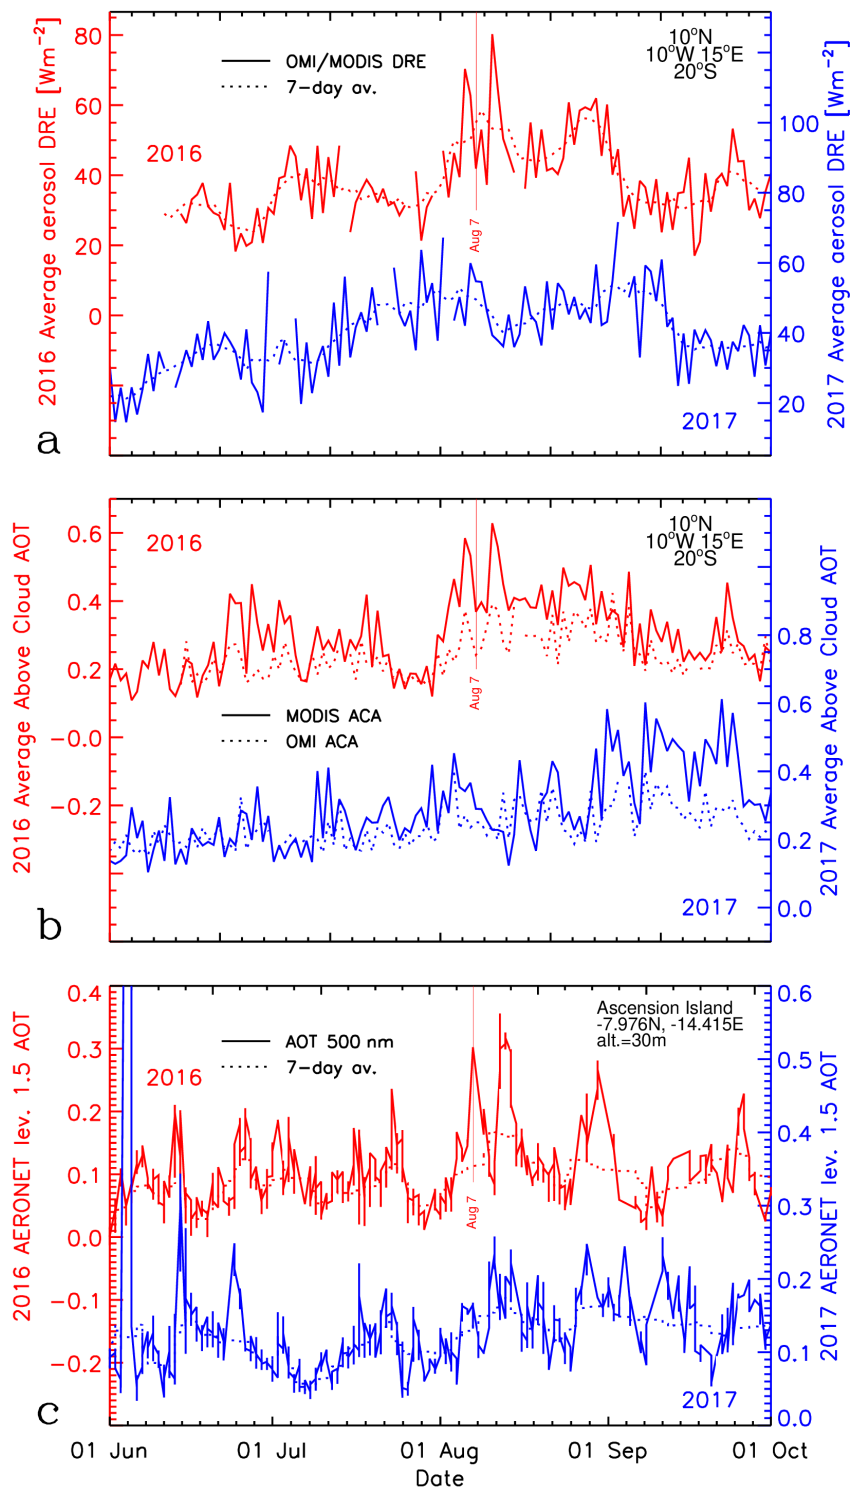 2016 Average aerosol DRE [Wm⁻²]
80
60
40
20
0
OMI/MODIS DRE
7-day av.
10°N
10°W 15°E
20°S
2016
Aug 7
2017
100
80
60
40
20
2017 Average aerosol DRE [Wm⁻²]
a
2016 Average Above Cloud AOT
0.6
0.4
0.2
−0.0
−0.2
2016
10°N
10°W 15°E
20°S
Aug 7
MODIS ACA
OMI ACA
2017
0.8
0.6
0.4
0.2
0.0
2017 Average Above Cloud AOT
b
2016 AERONET lev. 1.5 AOT
0.4
0.3
0.2
0.1
0.0
−0.1
−0.2
AOT 500 nm
7-day av.
2016
Ascension Island
-7.976N, -14.415E
alt.=30m
Aug 7
2017
0.6
0.5
0.4
0.3
0.2
0.1
0.0
2017 AERONET lev. 1.5 AOT
c
01 Jun 01 Jul 01 Aug 01 Sep 01 Oct
Date